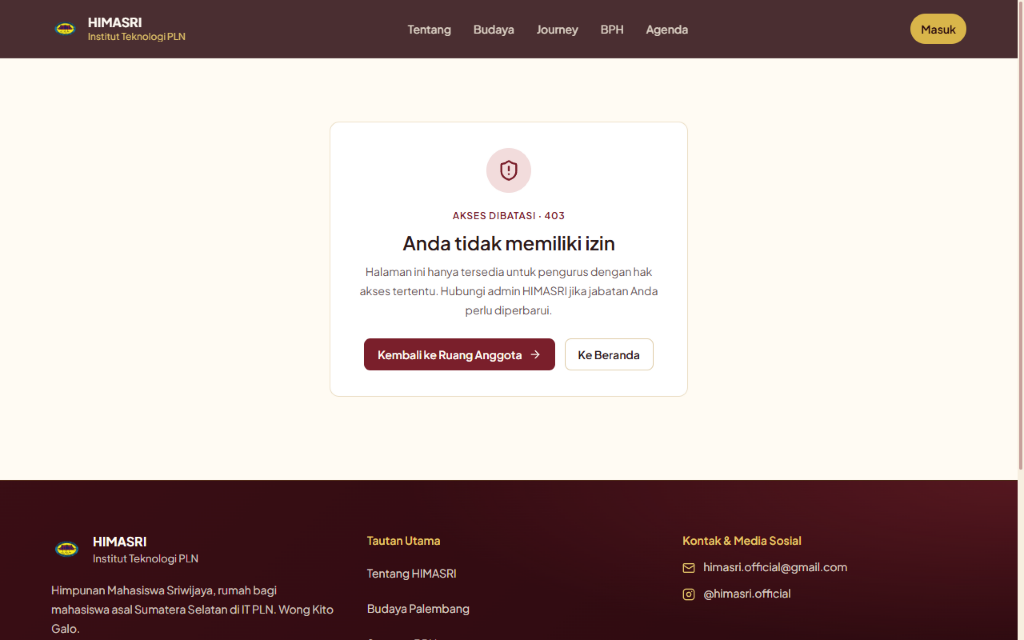 HIMASRI
Institut Teknologi PLN
Tentang
Budaya
Journey
BPH
Agenda
Masuk
AKSES DIBATASI · 403
Anda tidak memiliki izin
Halaman ini hanya tersedia untuk pengurus dengan hak
akses tertentu. Hubungi admin HIMASRI jika jabatan Anda
perlu diperbarui.
Kembali ke Ruang Anggota →
Ke Beranda
HIMASRI
Institut Teknologi PLN
Himpunan Mahasiswa Sriwijaya, rumah bagi
mahasiswa asal Sumatera Selatan di IT PLN. Wong Kito
Galo.
Tautan Utama
Tentang HIMASRI
Budaya Palembang
Kontak & Media Sosial
himasri.official@gmail.com
@himasri.official